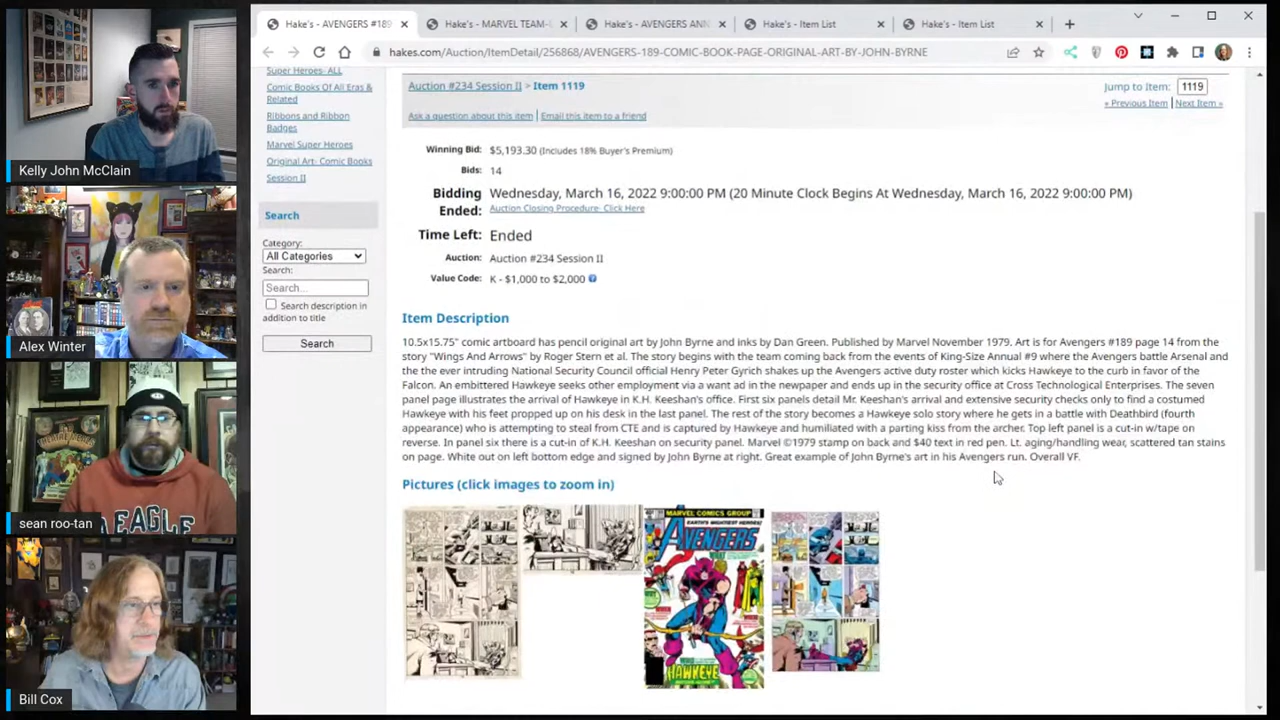 Kelly John McClain
Alex Winter
sean roo-tan
EAGLE
Bill Cox
Hake's - AVENGERS #189
Hake's - MARVEL TEAM-
Hake's - AVENGERS ANN
Hake's - Item List
Hake's - Item List
hakes.com/Auction/ItemDetail/256868/AVENGERS-189-COMIC-BOOK-PAGE-ORIGINAL-ART-BY-JOHN-BYRNE
Super Heroes- ALL
Comic Books Of All Eras &
Related
Ribbons and Ribbon
Badges
Marvel Super Heroes
Original Art- Comic Books
Session II
Search
Category:
All Categories
Search:
Search...
Search description in
addition to title
Search
Auction #234 Session II > Item 1119
Jump to Item: 1119
« Previous Item | Next Item »
Ask a question about this item | Email this item to a friend
Winning Bid: $5,193.30 (Includes 18% Buyer's Premium)
Bids: 14
Bidding Ended: Wednesday, March 16, 2022 9:00:00 PM (20 Minute Clock Begins At Wednesday, March 16, 2022 9:00:00 PM)
Auction Closing Procedure- Click Here
Time Left: Ended
Auction: Auction #234 Session II
Value Code: K - $1,000 to $2,000
Item Description
10.5x15.75" comic artboard has pencil original art by John Byrne and inks by Dan Green. Published by Marvel November 1979. Art is for Avengers #189 page 14 from the
story "Wings And Arrows" by Roger Stern et al. The story begins with the team coming back from the events of King-Size Annual #9 where the Avengers battle Arsenal and
the the ever intruding National Security Council official Henry Peter Gyrich shakes up the Avengers active duty roster which kicks Hawkeye to the curb in favor of the
Falcon. An embittered Hawkeye seeks other employment via a want ad in the newpaper and ends up in the security office at Cross Technological Enterprises. The seven
panel page illustrates the arrival of Hawkeye in K.H. Keeshan's office. First six panels detail Mr. Keeshan's arrival and extensive security checks only to find a costumed
Hawkeye with his feet propped up on his desk in the last panel. The rest of the story becomes a Hawkeye solo story where he gets in a battle with Deathbird (fourth
appearance) who is attempting to steal from CTE and is captured by Hawkeye and humiliated with a parting kiss from the archer. Top left panel is a cut-in w/tape on
reverse. In panel six there is a cut-in of K.H. Keeshan on security panel. Marvel ©1979 stamp on back and $40 text in red pen. Lt. aging/handling wear, scattered tan stains
on page. White out on left bottom edge and signed by John Byrne at right. Great example of John Byrne's art in his Avengers run. Overall VF.
Pictures (click images to zoom in)
MARVEL COMICS GROUP
EARTH'S MIGHTIEST HEROES!
AVENGERS
HAWKEYE